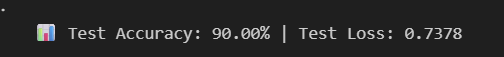 .
📊 Test Accuracy: 90.00% | Test Loss: 0.7378